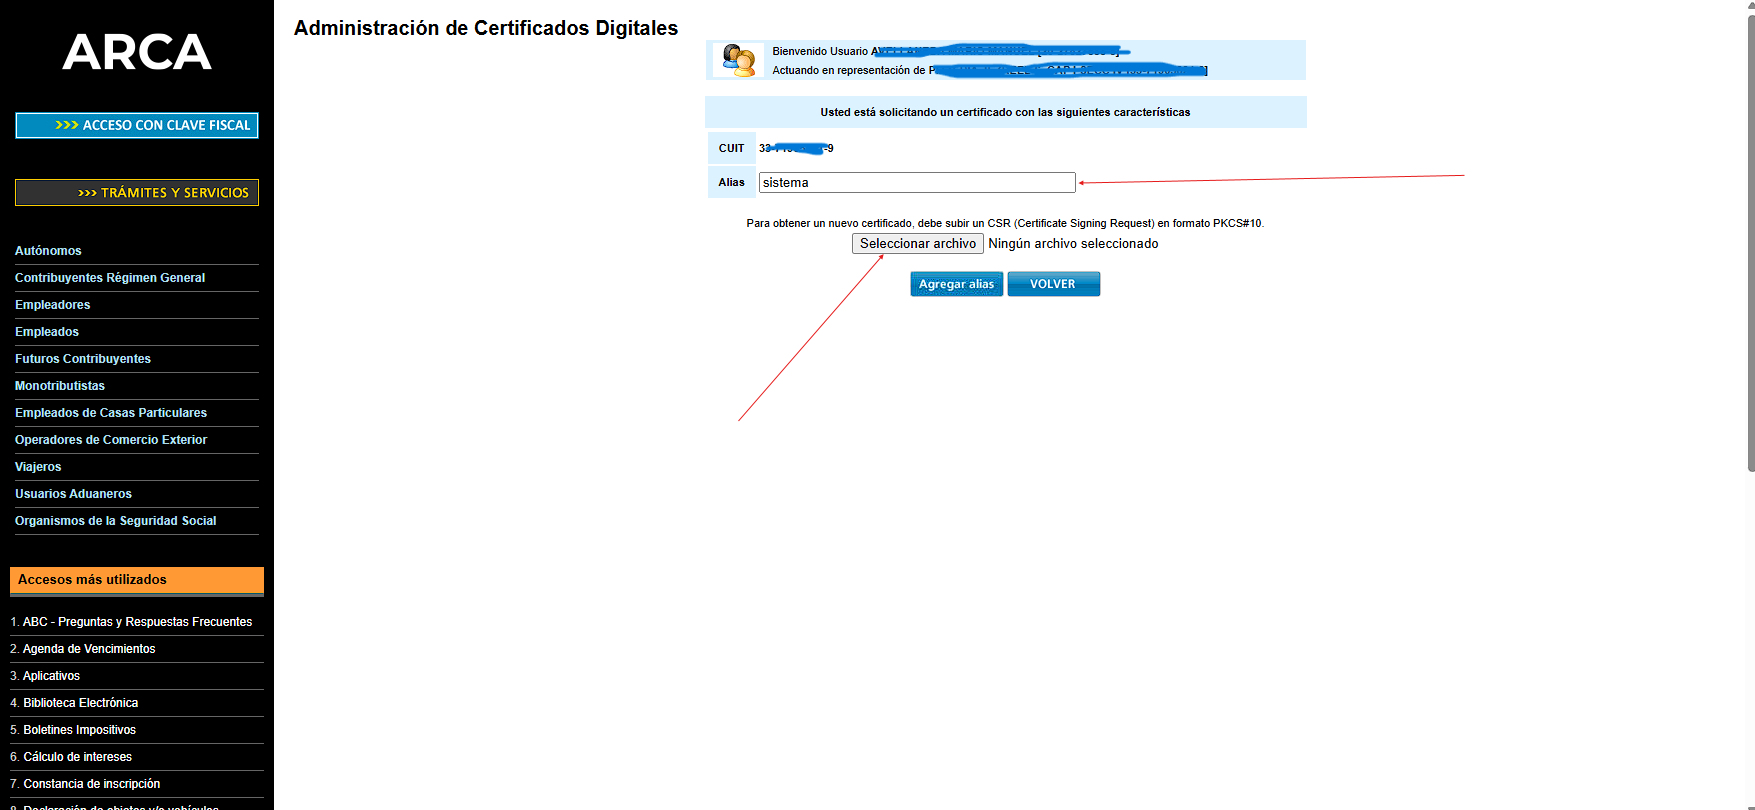 ARCA
>>> ACCESO CON CLAVE FISCAL
>>> TRÁMITES Y SERVICIOS
Autónomos
Contribuyentes Régimen General
Empleadores
Empleados
Futuros Contribuyentes
Monotributistas
Empleados de Casas Particulares
Operadores de Comercio Exterior
Viajeros
Usuarios Aduaneros
Organismos de la Seguridad Social
Accesos más utilizados
1. ABC - Preguntas y Respuestas Frecuentes
2. Agenda de Vencimientos
3. Aplicativos
4. Biblioteca Electrónica
5. Boletines Impositivos
6. Cálculo de intereses
7. Constancia de inscripción
8. Declaración de objetos y/o vehículos
Administración de Certificados Digitales
Bienvenido Usuario
Actuando en representación de
Usted está solicitando un certificado con las siguientes características
CUIT 33- -9
Alias sistema
Para obtener un nuevo certificado, debe subir un CSR (Certificate Signing Request) en formato PKCS#10.
Seleccionar archivo Ningún archivo seleccionado
Agregar alias VOLVER